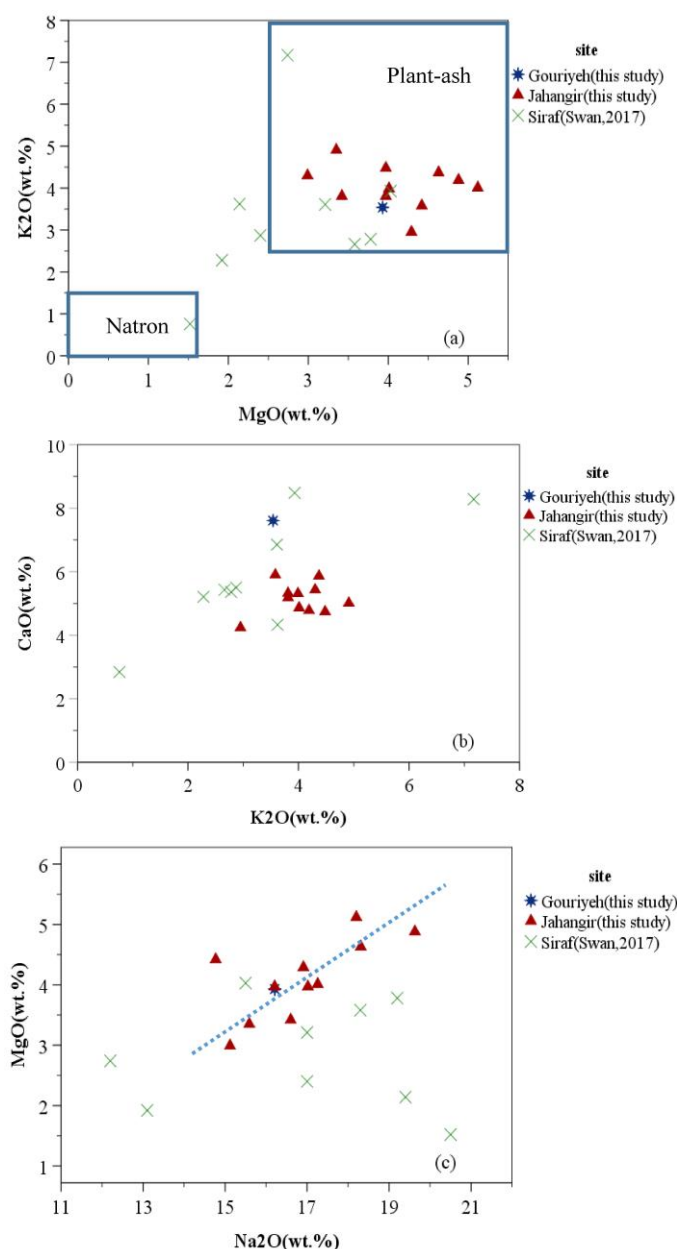 8
7
6
5
4
3
2
1
0
K2O(wt.%)
Plant-ash
Natron
(a)
0 1 2 3 4 5
MgO(wt.%)
site
Gouriyeh(this study)
Jahangir(this study)
Siraf(Swan,2017)
10
8
6
4
2
0
CaO(wt.%)
(b)
0 2 4 6 8
K2O(wt.%)
site
Gouriyeh(this study)
Jahangir(this study)
Siraf(Swan,2017)
6
5
4
3
2
1
MgO(wt.%)
(c)
11 13 15 17 19 21
Na2O(wt.%)
site
Gouriyeh(this study)
Jahangir(this study)
Siraf(Swan,2017)